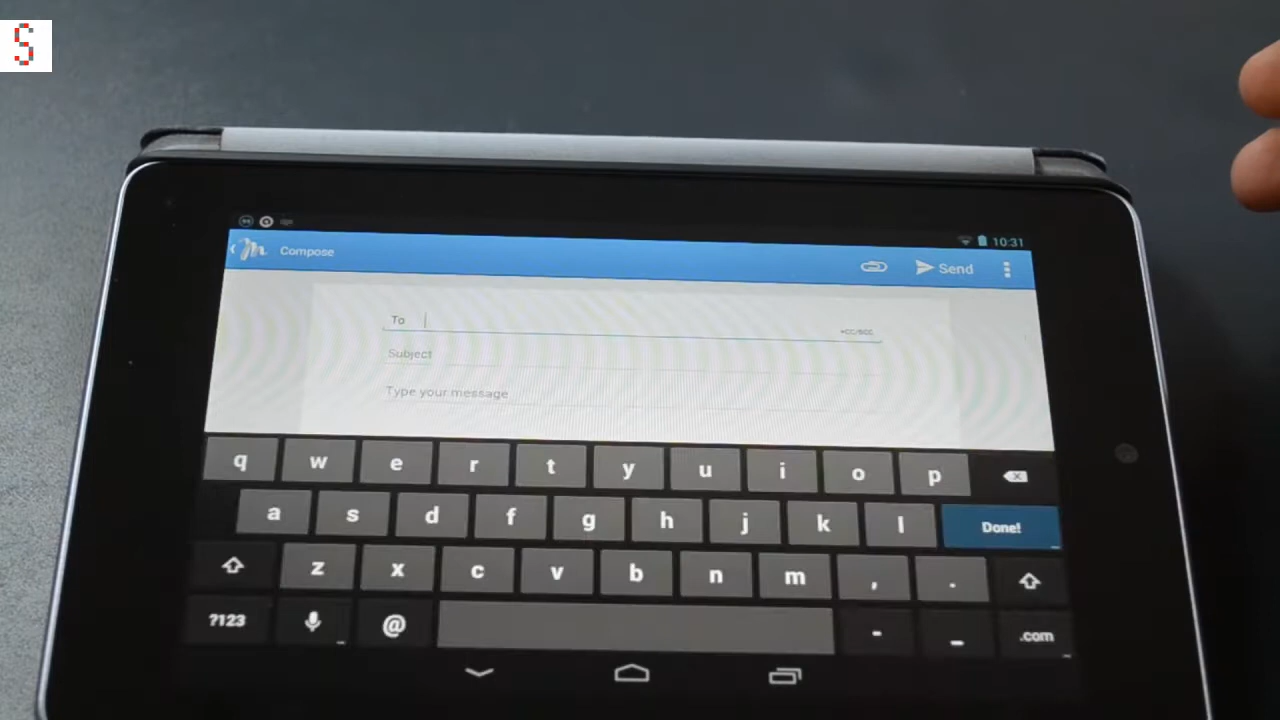 S
10:31
Compose
Send
To
+CC/BCC
Subject
Type your message
q w e r t y u i o p
a s d f g h j k l Done!
z x c v b n m , .
?123 @ - _ .com